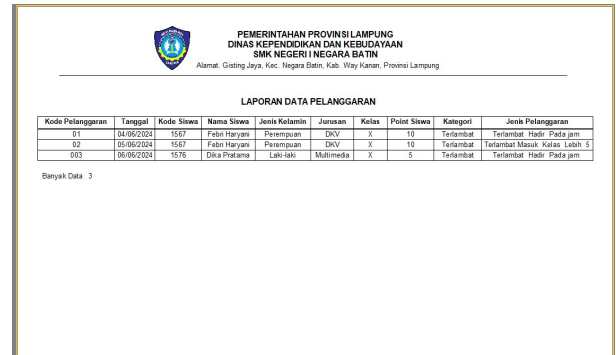 PEMERINTAHAN PROVINSI LAMPUNG
DINAS KEPENDIDIKAN DAN KEBUDAYAAN
SMK NEGERI I NEGARA BATIN
Alamat. Gisting Jaya, Kec. Negara Batin, Kab. Way Kanan, Provinsi Lampung
LAPORAN DATA PELANGGARAN
Kode Pelanggaran Tanggal Kode Siswa Nama Siswa Jenis Kelamin Jurusan Kelas Point Siswa Kategori Jenis Pelanggaran
01 04/06/2024 1567 Febri Haryani Perempuan DKV X 10 Terlambat Terlambat Hadir Pada jam
02 05/06/2024 1567 Febri Haryani Perempuan DKV X 10 Terlambat Terlambat Masuk Kelas Lebih 5
003 06/06/2024 1576 Dika Pratama Laki-laki Multimedia X 5 Terlambat Terlambat Hadir Pada jam
Banyak Data 3